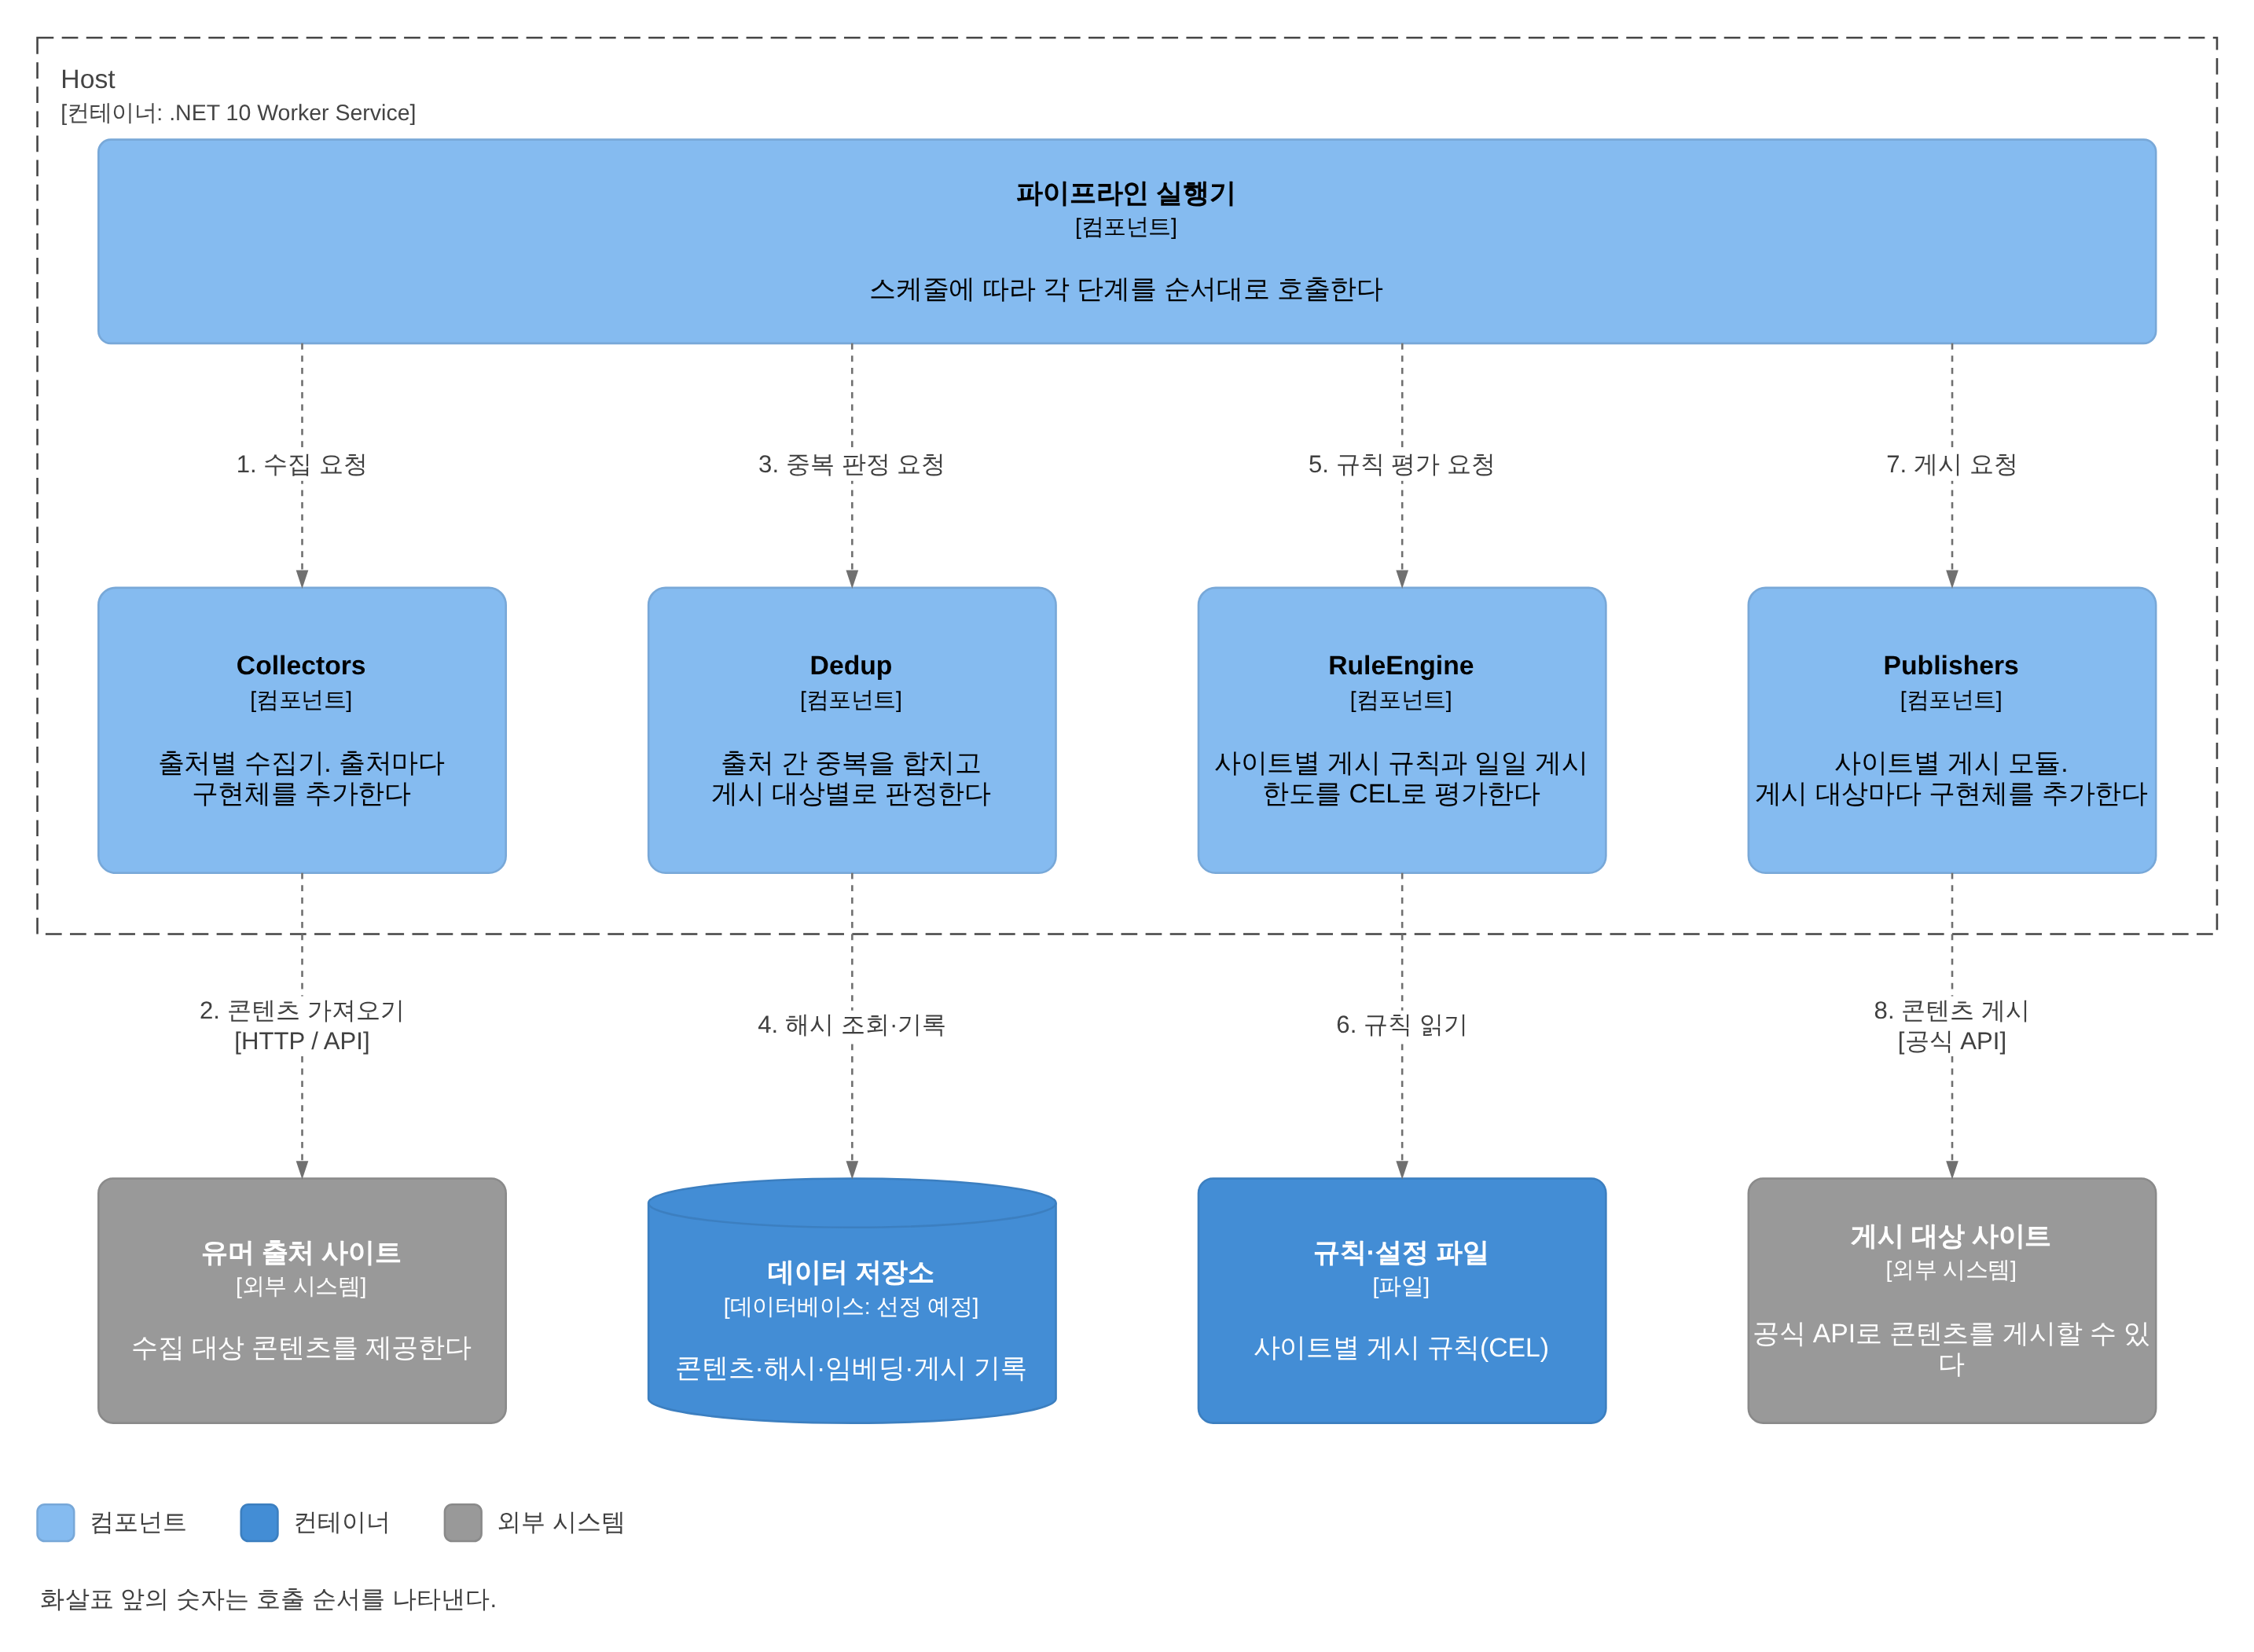 Host
[컨테이너: .NET 10 Worker Service]
파이프라인 실행기
[컴포넌트]
스케줄에 따라 각 단계를 순서대로 호출한다
1. 수집 요청
3. 중복 판정 요청
5. 규칙 평가 요청
7. 게시 요청
Collectors
[컴포넌트]
출처별 수집기. 출처마다
구현체를 추가한다
Dedup
[컴포넌트]
출처 간 중복을 합치고
게시 대상별로 판정한다
RuleEngine
[컴포넌트]
사이트별 게시 규칙과 일일 게시
한도를 CEL로 평가한다
Publishers
[컴포넌트]
사이트별 게시 모듈.
게시 대상마다 구현체를 추가한다
2. 콘텐츠 가져오기
[HTTP / API]
4. 해시 조회·기록
6. 규칙 읽기
8. 콘텐츠 게시
[공식 API]
유머 출처 사이트
[외부 시스템]
수집 대상 콘텐츠를 제공한다
데이터 저장소
[데이터베이스: 선정 예정]
콘텐츠·해시·임베딩·게시 기록
규칙·설정 파일
[파일]
사이트별 게시 규칙(CEL)
게시 대상 사이트
[외부 시스템]
공식 API로 콘텐츠를 게시할 수 있
다
컴포넌트
컨테이너
외부 시스템
화살표 앞의 숫자는 호출 순서를 나타낸다.